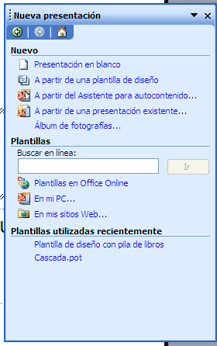 Nueva presentación
Nuevo
Presentación en blanco
A partir de una plantilla de diseño
A partir del Asistente para autocontenido...
A partir de una presentación existente...
Álbum de fotografías...
Plantillas
Buscar en línea:
Ir
Plantillas en Office Online
En mi PC...
En mis sitios Web...
Plantillas utilizadas recientemente
Plantilla de diseño con pila de libros
Cascada.pot